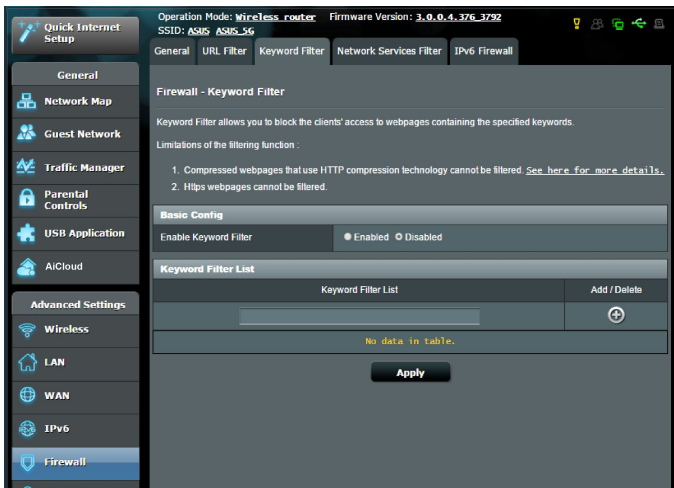 Quick Internet
Setup
Operation Mode: Wireless router Firmware Version: 3.0.0.4.376_3792
SSID: ASUS ASUS_5G
General URL Filter Keyword Filter Network Services Filter IPv6 Firewall
General
Network Map
Guest Network
Traffic Manager
Parental
Controls
USB Application
AiCloud
Advanced Settings
Wireless
LAN
WAN
IPv6
Firewall
Firewall - Keyword Filter
Keyword Filter allows you to block the clients' access to webpages containing the specified keywords.
Limitations of the filtering function :
1. Compressed webpages that use HTTP compression technology cannot be filtered. See here for more details.
2. Https webpages cannot be filtered.
Basic Config
Enable Keyword Filter Enabled Disabled
Keyword Filter List
Keyword Filter List Add / Delete
No data in table.
Apply